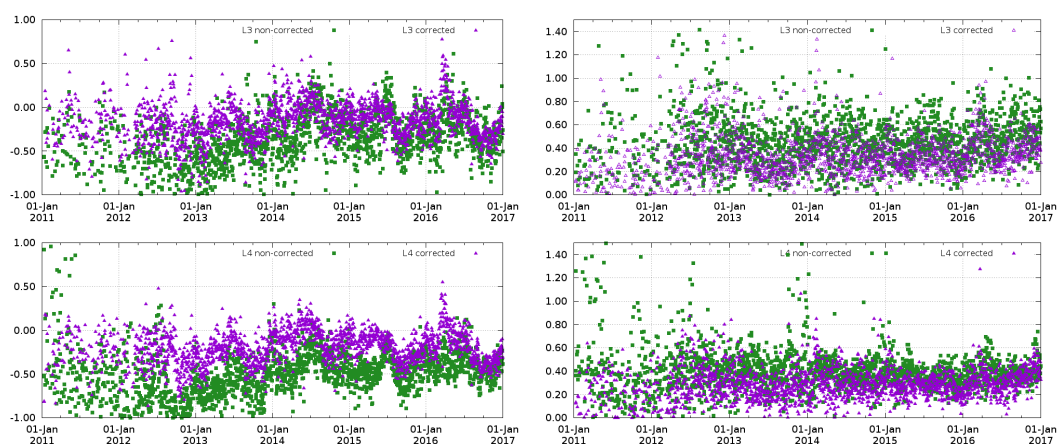 1.00
0.50
0.00
-0.50
-1.00
L3 non-corrected
L3 corrected
01-Jan 2011
01-Jan 2012
01-Jan 2013
01-Jan 2014
01-Jan 2015
01-Jan 2016
01-Jan 2017
1.40
1.20
1.00
0.80
0.60
0.40
0.20
0.00
L3 non-corrected
L3 corrected
01-Jan 2011
01-Jan 2012
01-Jan 2013
01-Jan 2014
01-Jan 2015
01-Jan 2016
01-Jan 2017
1.00
0.50
0.00
-0.50
-1.00
L4 non-corrected
L4 corrected
01-Jan 2011
01-Jan 2012
01-Jan 2013
01-Jan 2014
01-Jan 2015
01-Jan 2016
01-Jan 2017
1.40
1.20
1.00
0.80
0.60
0.40
0.20
0.00
L4 non-corrected
L4 corrected
01-Jan 2011
01-Jan 2012
01-Jan 2013
01-Jan 2014
01-Jan 2015
01-Jan 2016
01-Jan 2017